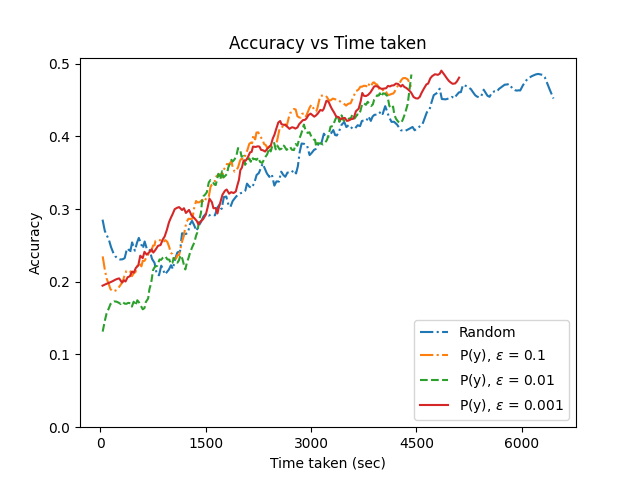 Accuracy vs Time taken
0.5
0.4
0.3
0.2
0.1
0.0
Accuracy
0
1500
3000
4500
6000
Time taken (sec)
Random
P(y), ε = 0.1
P(y), ε = 0.01
P(y), ε = 0.001